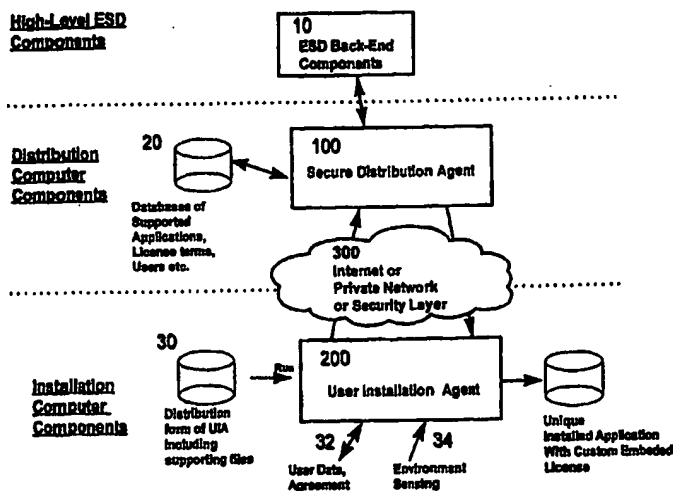 High-Level ESD
Components
10
ESD Back-End
Components
Distribution
Computer
Components
20
Databases of
Supported
Applications,
License terms,
Users etc.
100
Secure Distribution Agent
300
Internet or
Private Network
or Security Layer
Installation
Computer
Components
30
Distribution
form of UIA
including
supporting files
Run
200
User Installation Agent
32
User Data,
Agreement
34
Environment
Sensing
Unique
Installed Application
With Custom Embeded
License